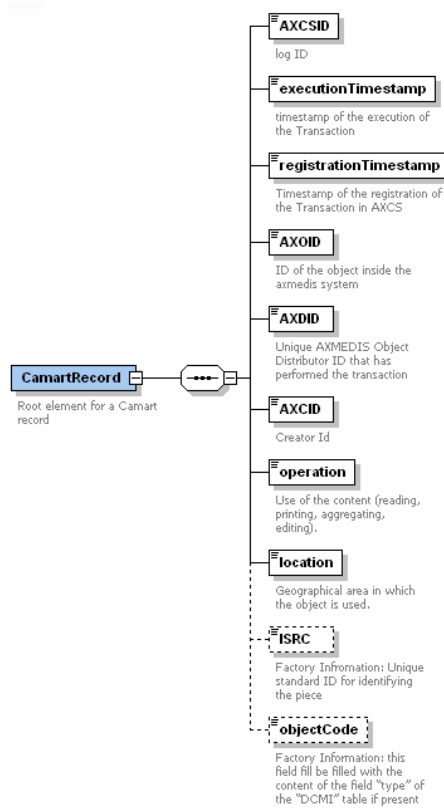 AXCSID
log ID
executionTimestamp
timestamp of the execution of
the Transaction
registrationTimestamp
Timestamp of the registration of
the Transaction in AXCS
AXOID
ID of the object inside the
axmedis system
AXDID
Unique AXMEDIS Object
Distributor ID that has
performed the transaction
CamartRecord
Root element for a Camart
record
AXCID
Creator Id
operation
Use of the content (reading,
printing, aggregating,
editing).
location
Geographical area in which
the object is used.
ISRC
Factory Infromation: Unique
standard ID for identifying
the piece
objectCode
Factory Infromation: this
field fill be filled with the
content of the field "type" of
the "DCMI" table if present